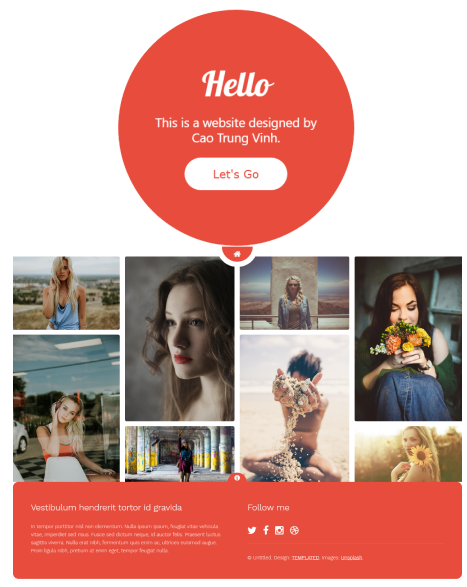 Hello
This is a website designed by
Cao Trung Vinh.
Let's Go
Vestibulum hendrerit tortor id gravida
In tempor porttitor nisl non elementum. Nulla ipsum ipsum, feugiat vitae vehicula
vitae, imperdiet sed risus. Fusce sed dictum neque, id auctor felis. Praesent luctus
sagittis viverra. Nulla erat nibh, fermentum quis enim ac, ultrices euismod augue.
Proin ligula nibh, pretium at enim eget, tempor feugiat nulla.
Follow me
© Untitled. Design: TEMPLATED. Images: Unsplash.